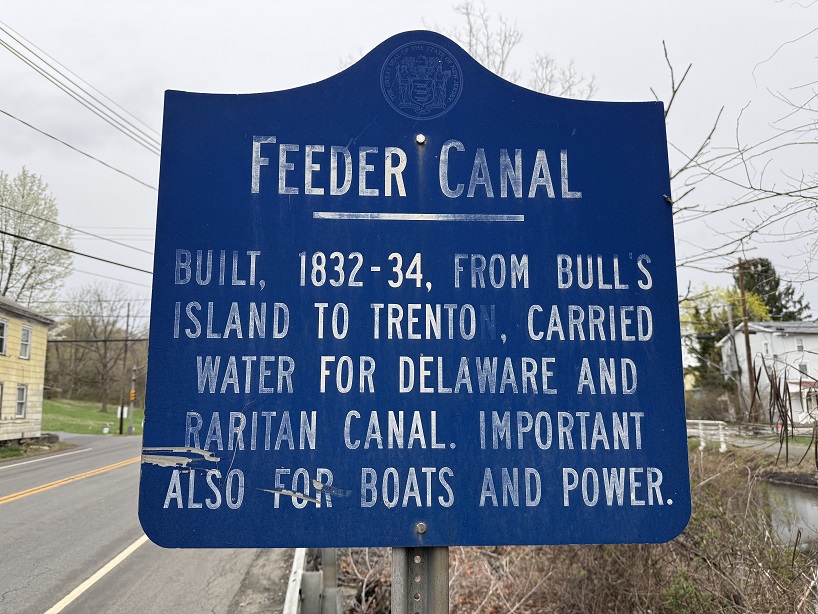 FEEDER CANAL
BUILT, 1832-34, FROM BULL'S
ISLAND TO TRENTON, CARRIED
WATER FOR DELAWARE AND
RARITAN CANAL. IMPORTANT
ALSO FOR BOATS AND POWER.